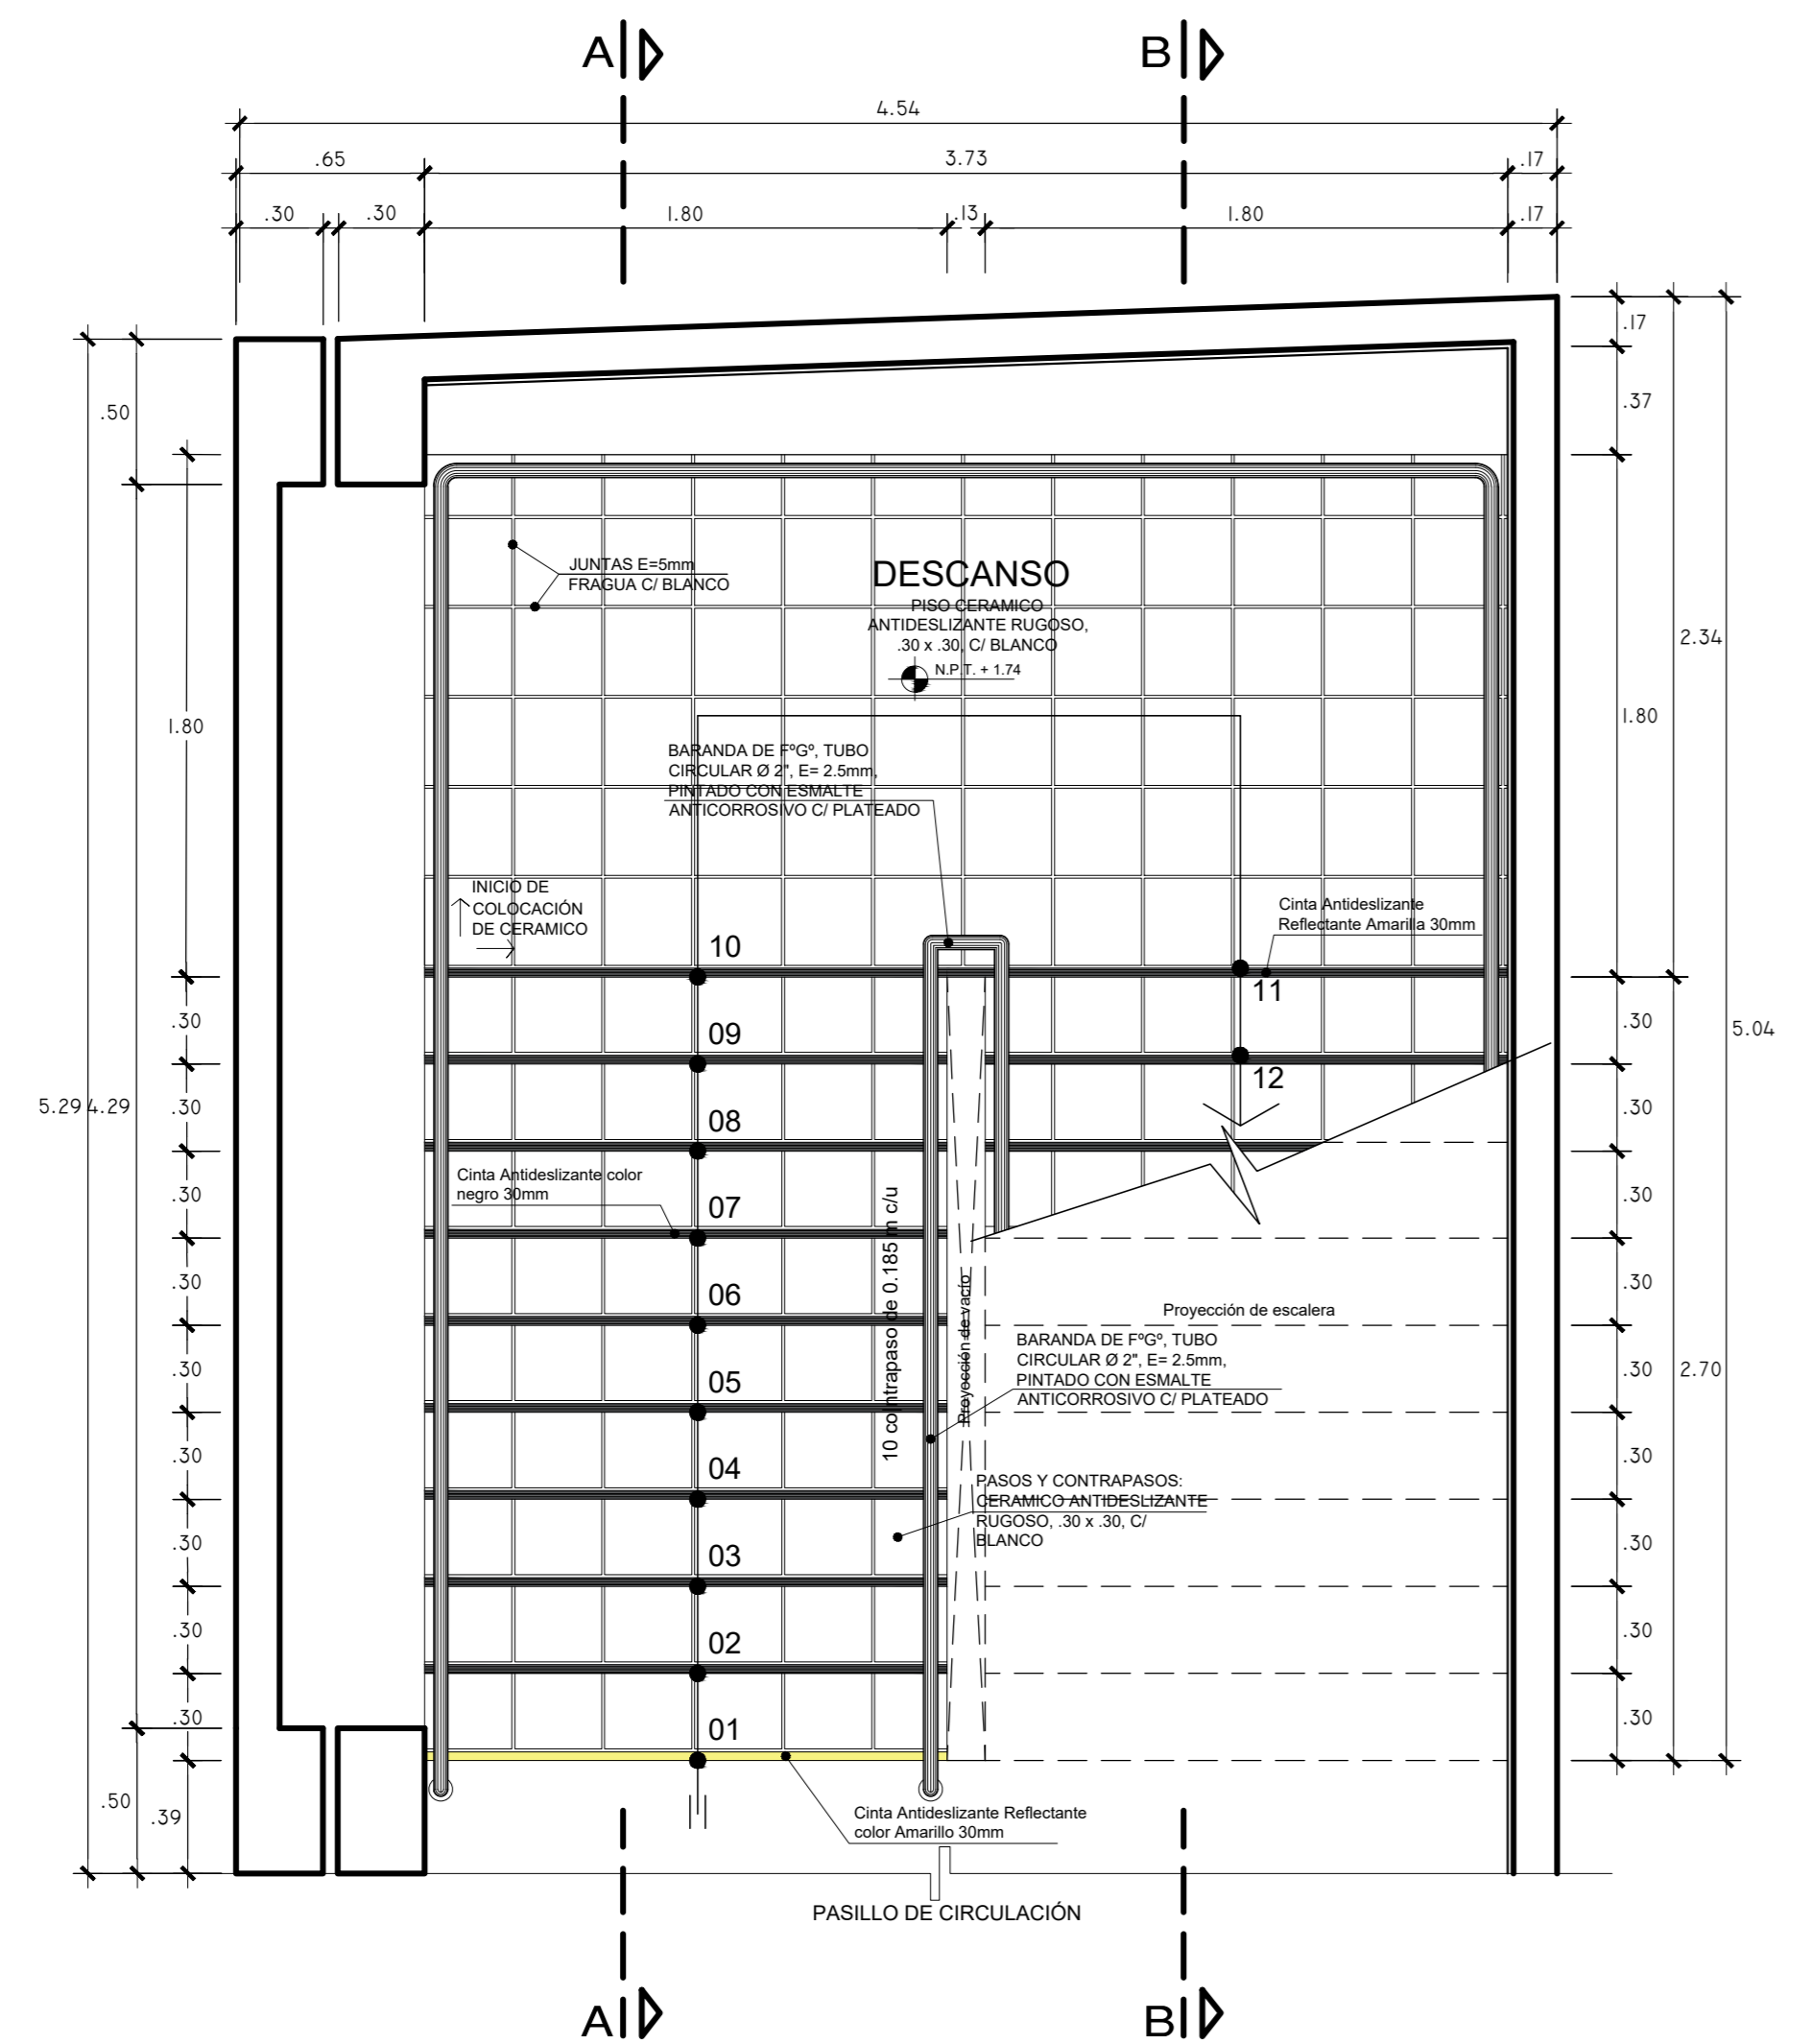 A
B
4.54
.65
3.73
.17
.30
.30
1.80
.13
1.80
.17
.17
.50
.37
JUNTAS E=5mm
FRAGUA C/ BLANCO
DESCANSO
PISO CERAMICO
ANTIDESLIZANTE RUGOSO,
.30 x .30, C/ BLANCO
N.P.T. + 1.74
2.34
1.80
1.80
BARANDA DE FºGº, TUBO
CIRCULAR Ø 2", E= 2.5mm,
PINTADO CON ESMALTE
ANTICORROSIVO C/ PLATEADO
INICIO DE
COLOCACIÓN
DE CERAMICO
Cinta Antideslizante
Reflectante Amarilla 30mm
10
11
.30
09
.30
5.04
12
5.29
4.29
.30
08
.30
Cinta Antideslizante color
negro 30mm
.30
07
.30
10 contrapaso de 0.185 m c/u
Proyección de vacío
.30
06
.30
Proyección de escalera
BARANDA DE FºGº, TUBO
CIRCULAR Ø 2", E= 2.5mm,
PINTADO CON ESMALTE
ANTICORROSIVO C/ PLATEADO
.30
05
.30
2.70
.30
04
.30
PASOS Y CONTRAPASOS:
CERAMICO ANTIDESLIZANTE
RUGOSO, .30 x .30, C/
BLANCO
.30
03
.30
.30
02
.30
.30
01
.30
.50
.39
Cinta Antideslizante Reflectante
color Amarillo 30mm
PASILLO DE CIRCULACIÓN
A
B